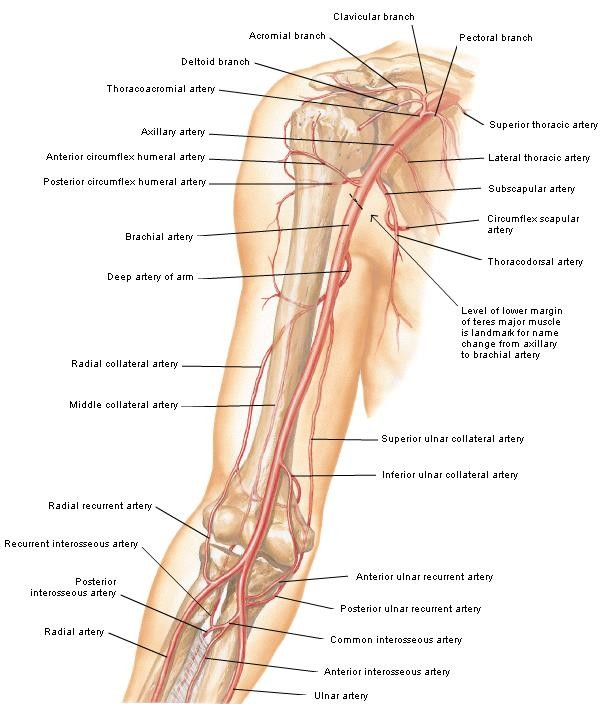 Clavicular branch
Acromial branch
Pectoral branch
Deltoid branch
Thoracoacromial artery
Superior thoracic artery
Axillary artery
Anterior circumflex humeral artery
Lateral thoracic artery
Posterior circumflex humeral artery
Subscapular artery
Circumflex scapular
artery
Brachial artery
Thoracodorsal artery
Deep artery of arm
Level of lower margin
of teres major muscle
is landmark for name
change from axillary
to brachial artery
Radial collateral artery
Middle collateral artery
Superior ulnar collateral artery
Inferior ulnar collateral artery
Radial recurrent artery
Recurrent interosseous artery
Anterior ulnar recurrent artery
Posterior
interosseous artery
Posterior ulnar recurrent artery
Radial artery
Common interosseous artery
Anterior interosseous artery
Ulnar artery